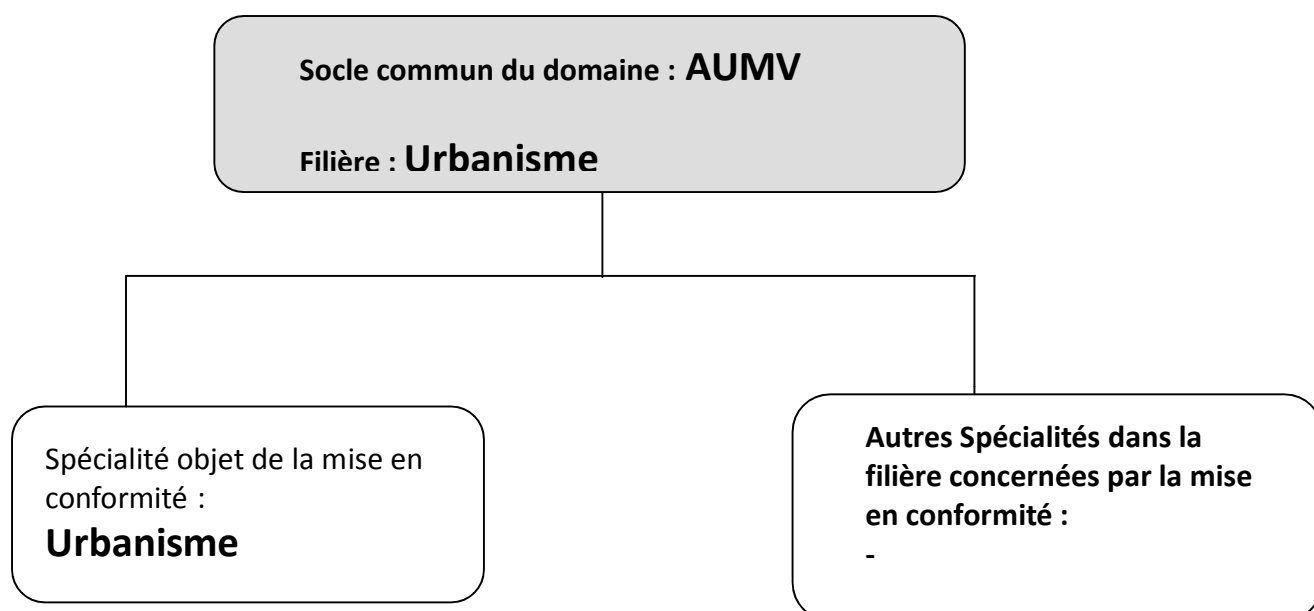 Socle commun du domaine : AUMV
Filière : Urbanisme
Spécialité objet de la mise en
conformité :
Urbanisme
Autres Spécialités dans la
filière concernées par la mise
en conformité :
-